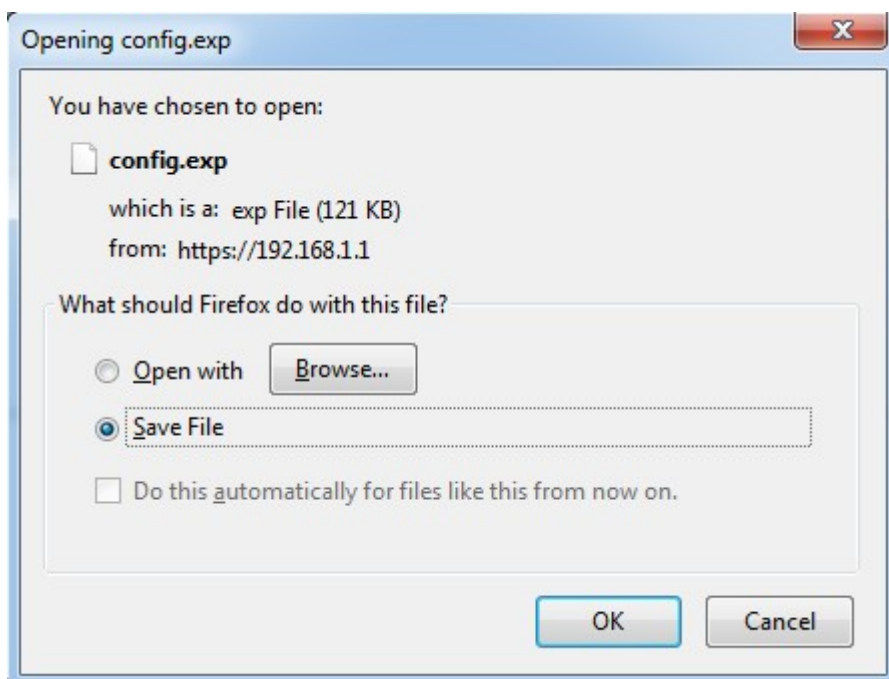 Opening config.exp
You have chosen to open:
config.exp
which is a: exp File (121 KB)
from: https://192.168.1.1
What should Firefox do with this file?
Open with Browse...
Save File
Do this automatically for files like this from now on.
OK Cancel